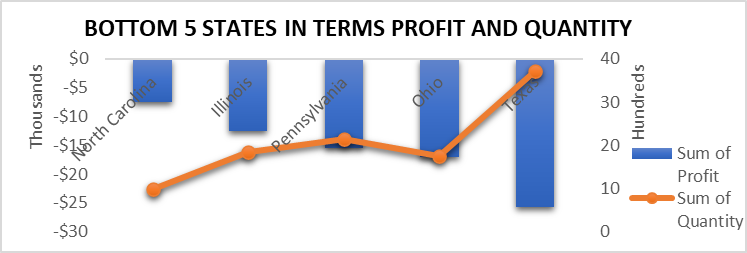 BOTTOM 5 STATES IN TERMS PROFIT AND QUANTITY
Thousands
$0
-$5
-$10
-$15
-$20
-$25
-$30
North Carolina
Illinois
Pennsylvania
Ohio
Texas
40
30
20
10
0
Hundreds
Sum of
Profit
Sum of
Quantity